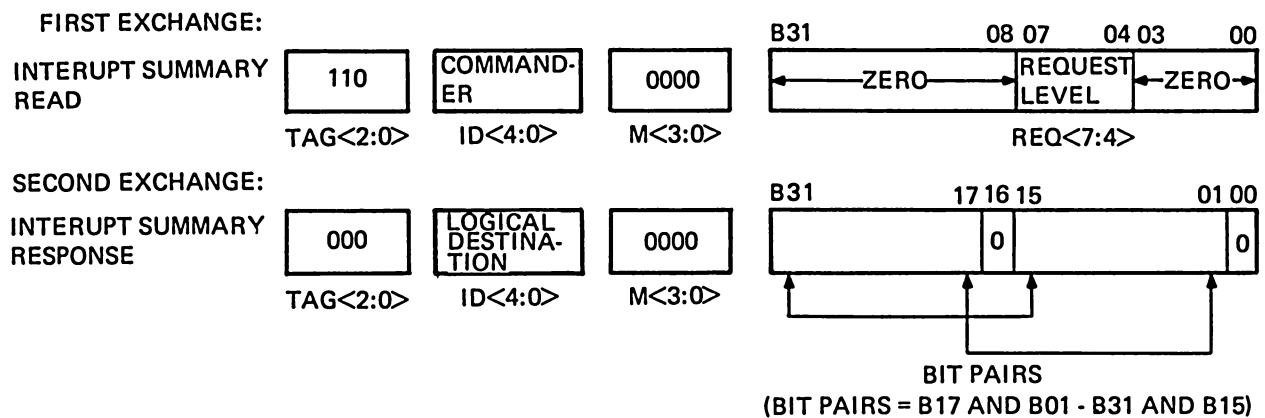 FIRST EXCHANGE:
B31 08 07 04 03 00
INTERUPT SUMMARY
READ
110
COMMAND-
ER
0000
ZERO
REQUEST
LEVEL
ZERO
TAG<2:0> ID<4:0> M<3:0> REQ<7:4>
SECOND EXCHANGE:
B31 17 16 15 01 00
INTERUPT SUMMARY
RESPONSE
000
LOGICAL
DESTINA-
TION
0000
0
0
TAG<2:0> ID<4:0> M<3:0>
BIT PAIRS
(BIT PAIRS = B17 AND B01 - B31 AND B15)